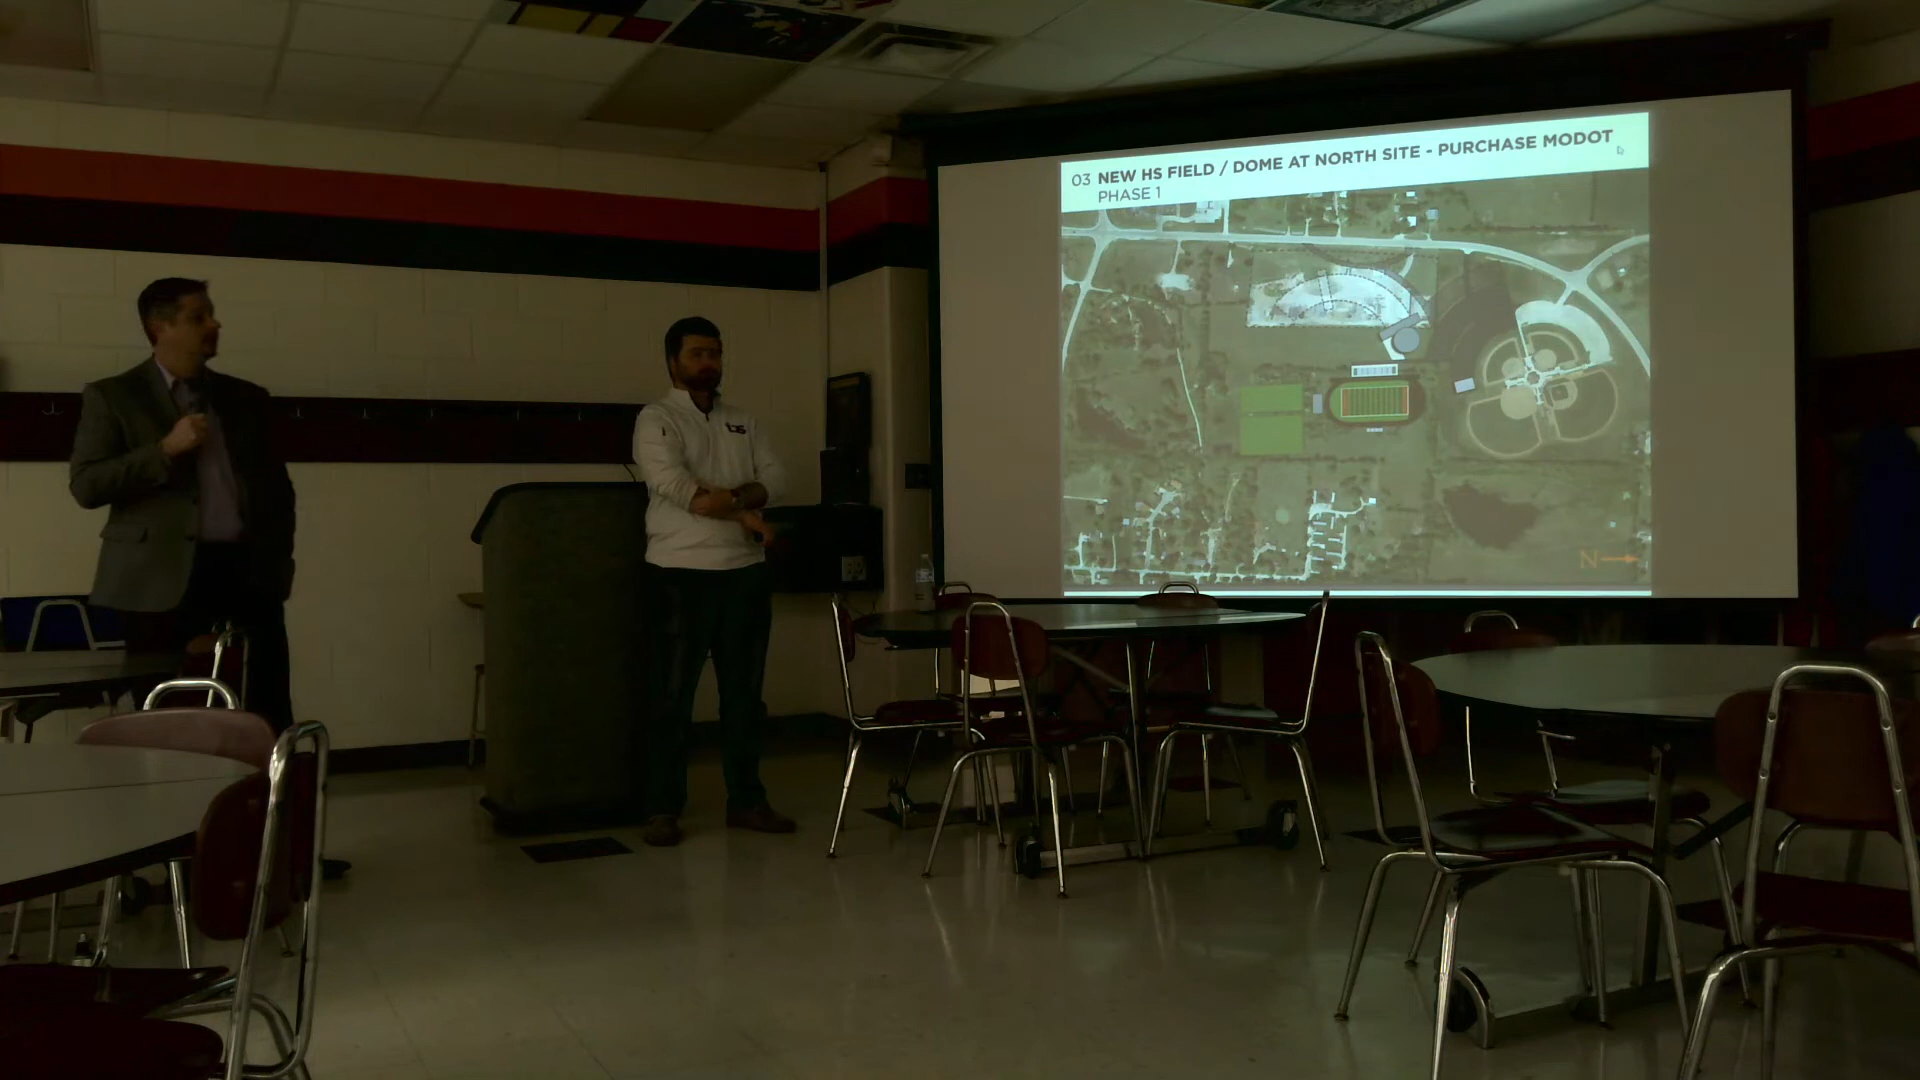 03 NEW HS FIELD / DOME AT NORTH SITE - PURCHASE MODOT
PHASE 1
N